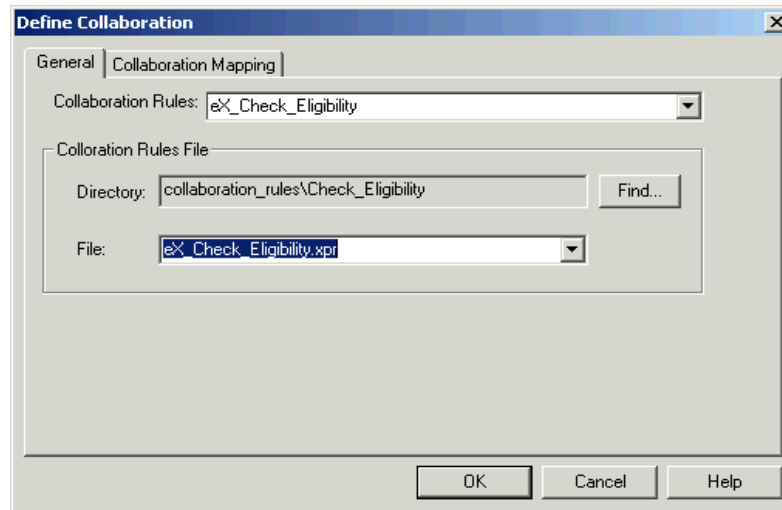 Define Collaboration
General
Collaboration Mapping
Collaboration Rules: eX_Check_Eligibility
Colloration Rules File
Directory: collaboration_rules\Check_Eligibility Find...
File: eX_Check_Eligibility.xpr
OK Cancel Help